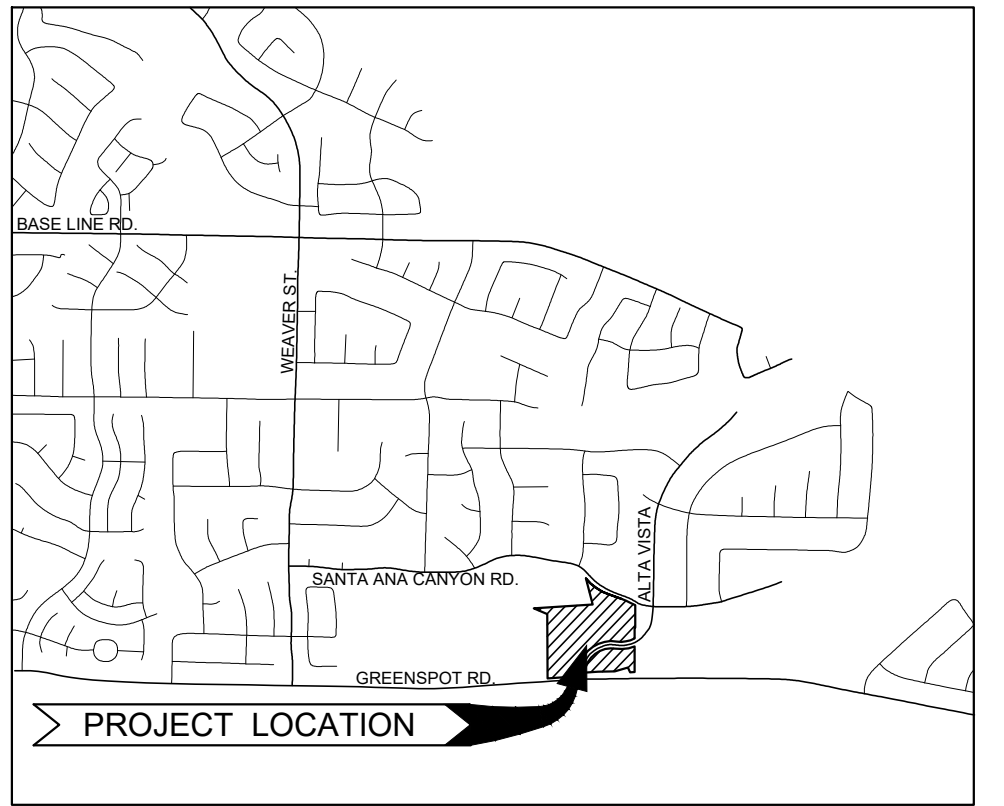 BASE LINE RD.
WEAVER ST.
ALTA VISTA
SANTA ANA CANYON RD.
GREENSPOT RD.
PROJECT LOCATION